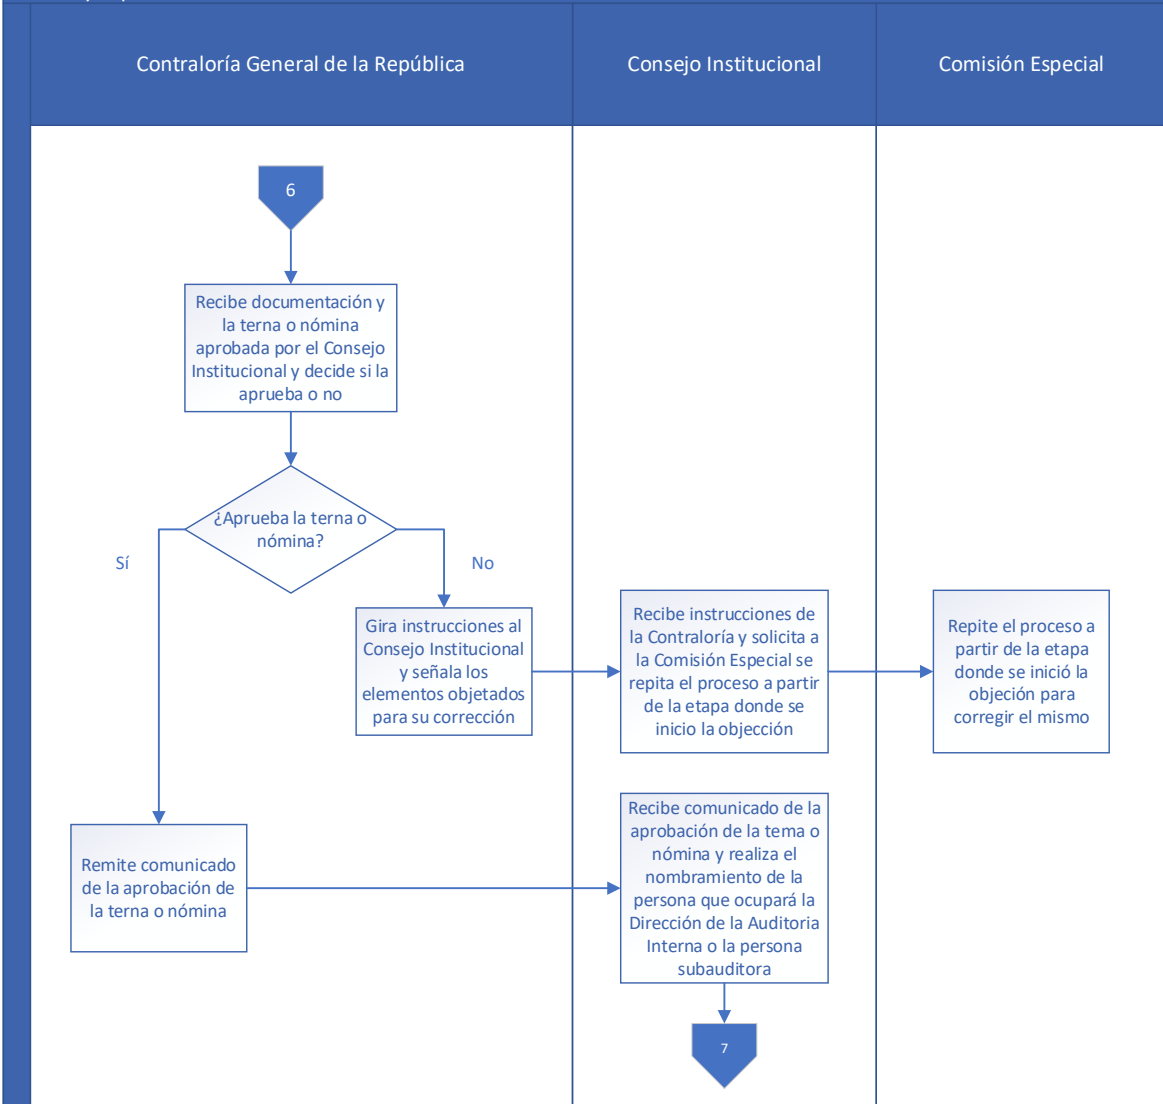 Contraloría General de la República
Consejo Institucional
Comisión Especial
6
Recibe documentación y
la terna o nómina
aprobada por el Consejo
Institucional y decide si la
aprueba o no
¿Aprueba la terna o
nómina?
Sí
No
Gira instrucciones al
Consejo Institucional
y señala los
elementos objetados
para su corrección
Recibe instrucciones de
la Contraloría y solicita a
la Comisión Especial se
repita el proceso a partir
de la etapa donde se
inicio la objección
Repite el proceso a
partir de la etapa
donde se inició la
objeción para
corregir el mismo
Remite comunicado
de la aprobación de
la terna o nómina
Recibe comunicado de la
aprobación de la tema o
nómina y realiza el
nombramiento de la
persona que ocupará la
Dirección de la Auditoria
Interna o la persona
subauditora
7